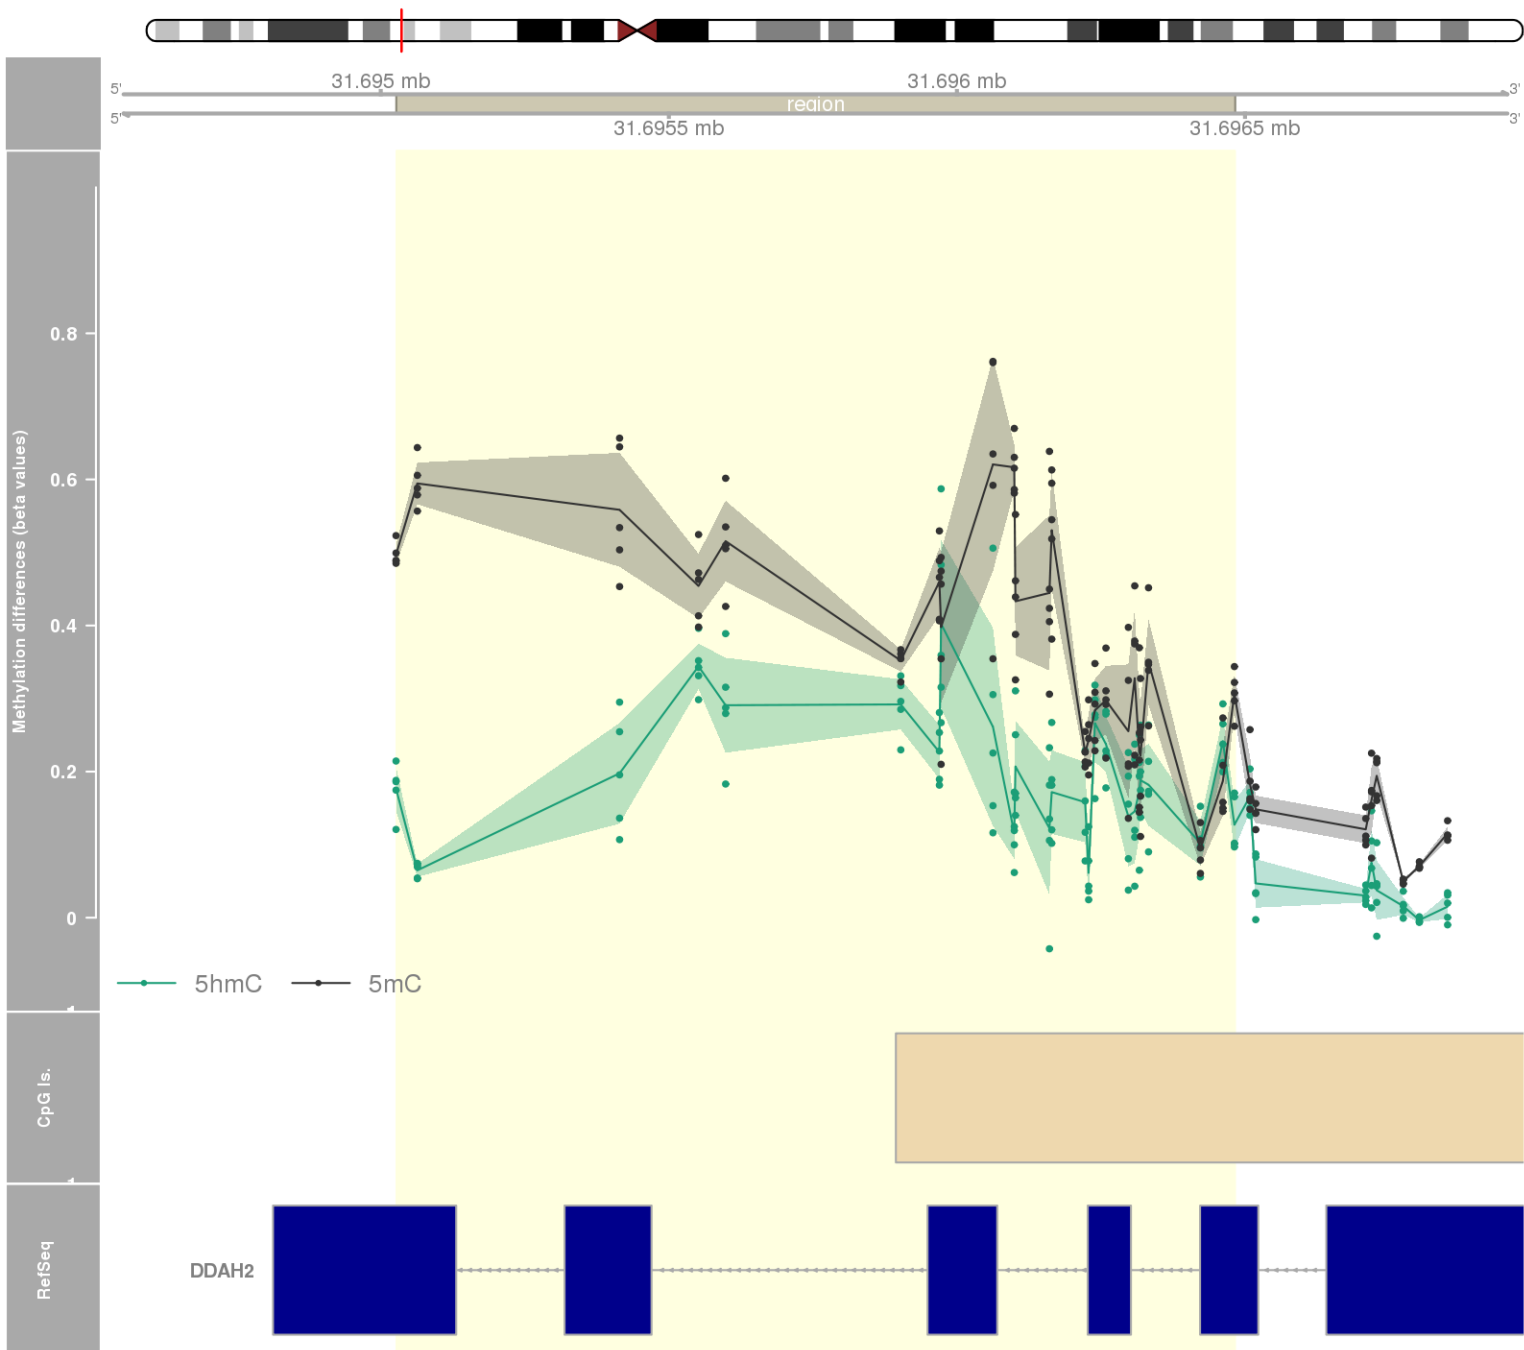 31.695 mb
31.696 mb
5'
3'
region
5'
3'
31.6955 mb
31.6965 mb
Methylation differences (beta values)
0.8
0.6
0.4
0.2
0
5hmC
5mC
CpG Is.
RefSeq
DDAH2